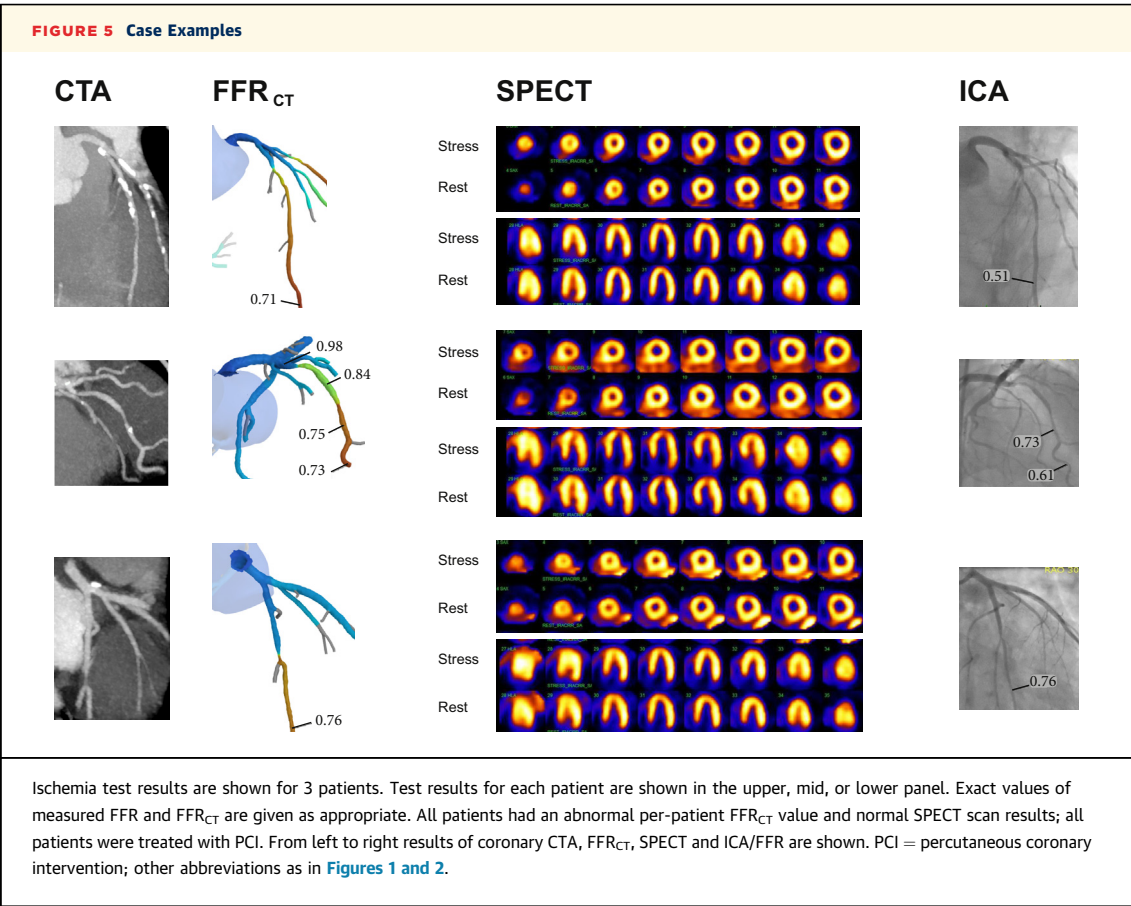 FIGURE 5 Case Examples
CTA
FFR CT
SPECT
ICA
Stress
Rest
STRESS_IRACRR_SA
Stress
Rest
0.71
0.51
0.98
0.84
0.75
0.73
Stress
Rest
Stress
Rest
0.73
0.61
Stress
Rest
Stress
Rest
0.76
RAO 30
0.76
Ischemia test results are shown for 3 patients. Test results for each patient are shown in the upper, mid, or lower panel. Exact values of
measured FFR and FFRCT are given as appropriate. All patients had an abnormal per-patient FFRCT value and normal SPECT scan results; all
patients were treated with PCI. From left to right results of coronary CTA, FFRCT, SPECT and ICA/FFR are shown. PCI = percutaneous coronary
intervention; other abbreviations as in Figures 1 and 2.